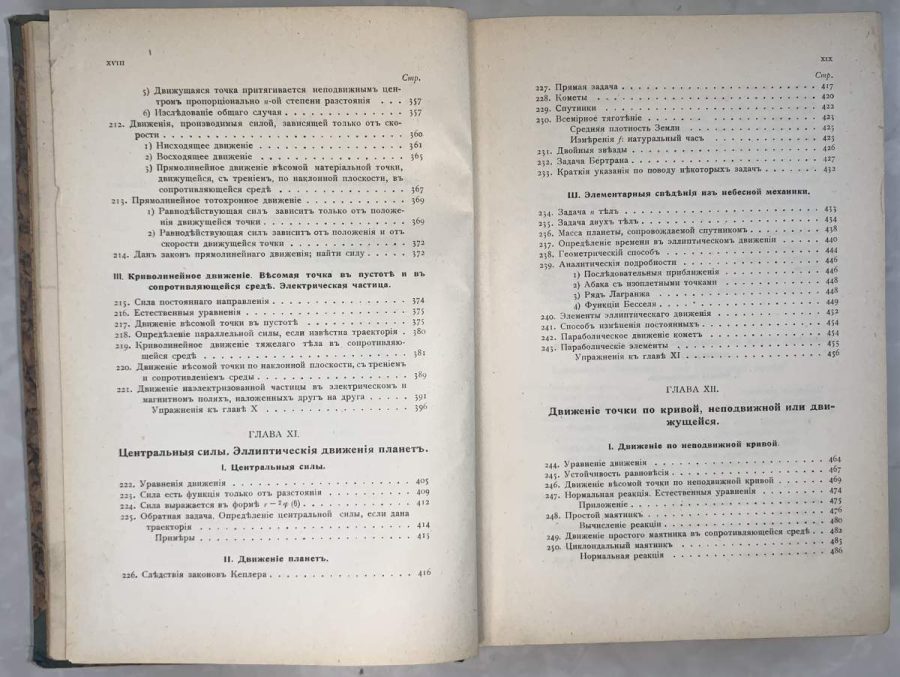 XVIII
Стр.
5) Движущаяся точка притягивается неподвижнымъ цен-
тромъ пропорціонально n-ой степени разстоянія . . . 357
6) Изслѣдованіе общаго случая . . . . . . . . . . . . . 357
212. Движенія, производимыя силой, зависящей только отъ ско-
рости . . . . . . . . . . . . . . . . . . . . . . . . . 360
1) Нисходящее движеніе . . . . . . . . . . . . . . . . 361
2) Восходящее движеніе . . . . . . . . . . . . . . . . 365
3) Прямолинейное движеніе вѣсомой матеріальной точки,
движущейся, съ треніемъ, по наклонной плоскости, въ
сопротивляющейся средѣ . . . . . . . . . . . . . 367
213. Прямолинейное тотохронное движеніе . . . . . . . . . . . 369
1) Равнодѣйствующая силъ зависитъ только отъ положе-
нія движущейся точки . . . . . . . . . . . . . . . 369
2) Равнодѣйствующая силъ зависитъ отъ положенія и отъ
скорости движущейся точки . . . . . . . . . . . . 372
214. Данъ законъ прямолинейнаго движенія; найти силу . . . . 372
III. Криволинейное движеніе. Вѣсомая точка въ пустотѣ и въ
сопротивляющейся средѣ. Электрическая частица.
215. Сила постояннаго направленія . . . . . . . . . . . . . . 374
216. Естественныя уравненія . . . . . . . . . . . . . . . . . 375
217. Движеніе вѣсомой точки въ пустотѣ . . . . . . . . . . . 375
218. Опредѣленіе параллельной силы, если извѣстна траекторія . 380
219. Криволинейное движеніе тяжелаго тѣла въ сопротивляю-
щейся средѣ . . . . . . . . . . . . . . . . . . . . . 381
220. Движеніе вѣсомой точки по наклонной плоскости, съ треніемъ
и сопротивленіемъ среды . . . . . . . . . . . . . . . 389
221. Движеніе наэлектризованной частицы въ электрическомъ и
магнитномъ поляхъ, наложенныхъ другъ на друга . . . . 391
Упражненія къ главѣ X . . . . . . . . . . . . . . . . 396
ГЛАВА XI.
Центральныя силы. Эллиптическія движенія планетъ.
I. Центральныя силы.
222. Уравненія движенія . . . . . . . . . . . . . . . . . . . 405
223. Сила есть функція только отъ разстоянія . . . . . . . . 409
224. Сила выражается въ формѣ r⁻²φ(θ) . . . . . . . . . . . 412
225. Обратная задача. Опредѣленіе центральной силы, если дана
траекторія . . . . . . . . . . . . . . . . . . . . . 414
Примѣры . . . . . . . . . . . . . . . . . . . . . . 415
II. Движеніе планетъ.
226. Слѣдствія законовъ Кеплера . . . . . . . . . . . . . . . 416
XIX
Стр.
227. Прямая задача . . . . . . . . . . . . . . . . . . . . . 417
228. Кометы . . . . . . . . . . . . . . . . . . . . . . . . 420
229. Спутники . . . . . . . . . . . . . . . . . . . . . . . 422
230. Всемірное тяготѣніе . . . . . . . . . . . . . . . . . . 423
Средняя плотность Земли . . . . . . . . . . . . . . 425
Измѣренія f: натуральный часъ . . . . . . . . . . . 425
231. Двойныя звѣзды . . . . . . . . . . . . . . . . . . . . 426
232. Задача Бертрана . . . . . . . . . . . . . . . . . . . . 427
233. Краткія указанія по поводу нѣкоторыхъ задачъ . . . . . 432
III. Элементарныя свѣдѣнія изъ небесной механики.
234. Задача n тѣлъ . . . . . . . . . . . . . . . . . . . . . 453
235. Задача двухъ тѣлъ . . . . . . . . . . . . . . . . . . . 454
236. Масса планеты, сопровождаемой спутникомъ . . . . . . . 438
237. Опредѣленіе времени въ эллиптическомъ движеніи . . . . 440
238. Геометрическій способъ . . . . . . . . . . . . . . . . . 444
239. Аналитическія подробности . . . . . . . . . . . . . . . 446
1) Послѣдовательныя приближенія . . . . . . . . . . . 446
2) Абака съ изоплетными точками . . . . . . . . . . . 448
3) Рядъ Лагранжа . . . . . . . . . . . . . . . . . . . 448
4) Функціи Бесселя . . . . . . . . . . . . . . . . . . 449
240. Элементы эллиптическаго движенія . . . . . . . . . . . 452
241. Способъ измѣненія постоянныхъ . . . . . . . . . . . . . 454
242. Параболическое движеніе кометъ . . . . . . . . . . . . 454
243. Параболическіе элементы . . . . . . . . . . . . . . . . 455
Упражненія къ главѣ XI . . . . . . . . . . . . . . . 456
ГЛАВА XII.
Движеніе точки по кривой, неподвижной или дви-
жущейся.
I. Движеніе по неподвижной кривой.
244. Уравненіе движенія . . . . . . . . . . . . . . . . . . . 464
245. Устойчивость равновѣсія . . . . . . . . . . . . . . . . 467
246. Движеніе вѣсомой точки по неподвижной кривой . . . . . 469
247. Нормальная реакція. Естественныя уравненія . . . . . . 474
Приложеніе . . . . . . . . . . . . . . . . . . . . . 475
248. Простой маятникъ . . . . . . . . . . . . . . . . . . . . 476
Вычисленіе реакціи . . . . . . . . . . . . . . . . . 480
249. Движеніе простого маятника въ сопротивляющейся средѣ . . 482
250. Циклоидальный маятникъ . . . . . . . . . . . . . . . . 483
Нормальная реакція . . . . . . . . . . . . . . . . . 486